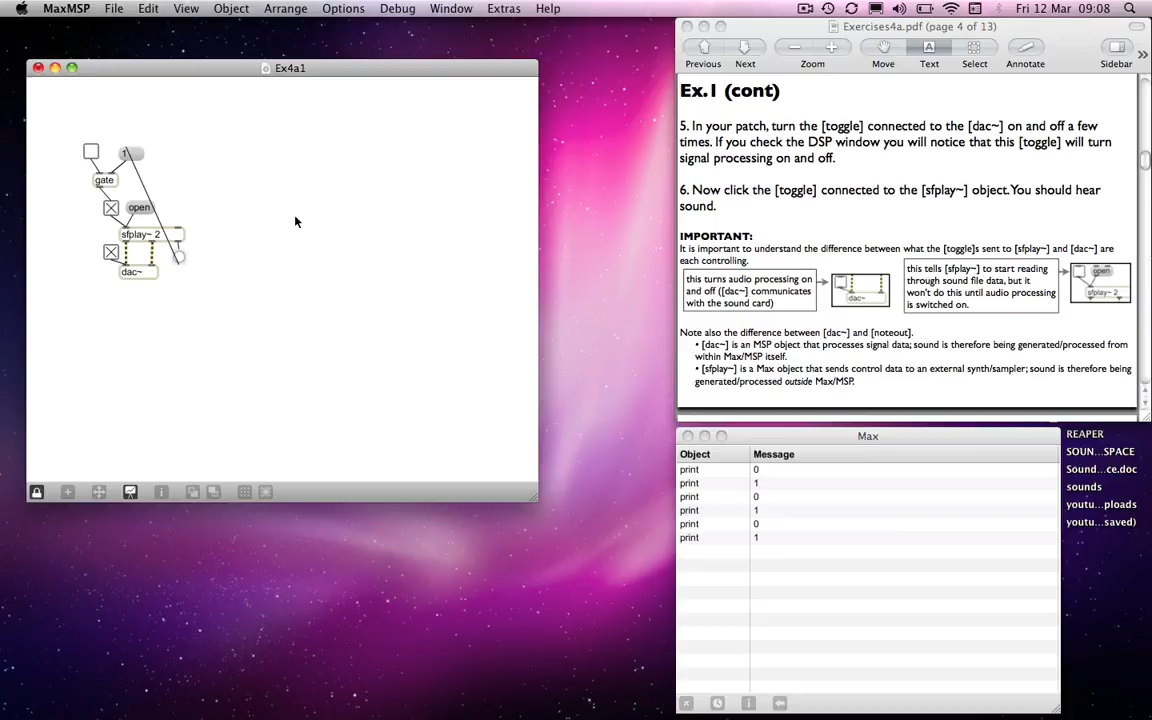 MaxMSP File Edit View Object Arrange Options Debug Window Extras Help Fri 12 Mar 09:08
Exercises4a.pdf (page 4 of 13)
Previous Next Zoom Move Text Select Annotate Sidebar
Ex4a1
1
gate
open
sfplay~ 2
dac~
Ex.1 (cont)
5. In your patch, turn the [toggle] connected to the [dac~] on and off a few
times. If you check the DSP window you will notice that this [toggle] will turn
signal processing on and off.
6. Now click the [toggle] connected to the [sfplay~] object. You should hear
sound.
IMPORTANT:
It is important to understand the difference between what the [toggle]s sent to [sfplay~] and [dac~] are
each controlling.
this turns audio processing on
and off ([dac~] communicates
with the sound card)
dac~
this tells [sfplay~] to start reading
through sound file data, but it
won't do this until audio processing
is switched on.
open
sfplay~ 2
Note also the difference between [dac~] and [noteout].
• [dac~] is an MSP object that processes signal data; sound is therefore being generated/processed from
within Max/MSP itself.
• [sfplay~] is a Max object that sends control data to an external synth/sampler; sound is therefore being
generated/processed outside Max/MSP.
Max
Object Message
print 0
print 1
print 0
print 1
print 0
print 1
REAPER
SOUN...SPACE
Sound...ce.doc
sounds
youtu...ploads
youtu...saved)